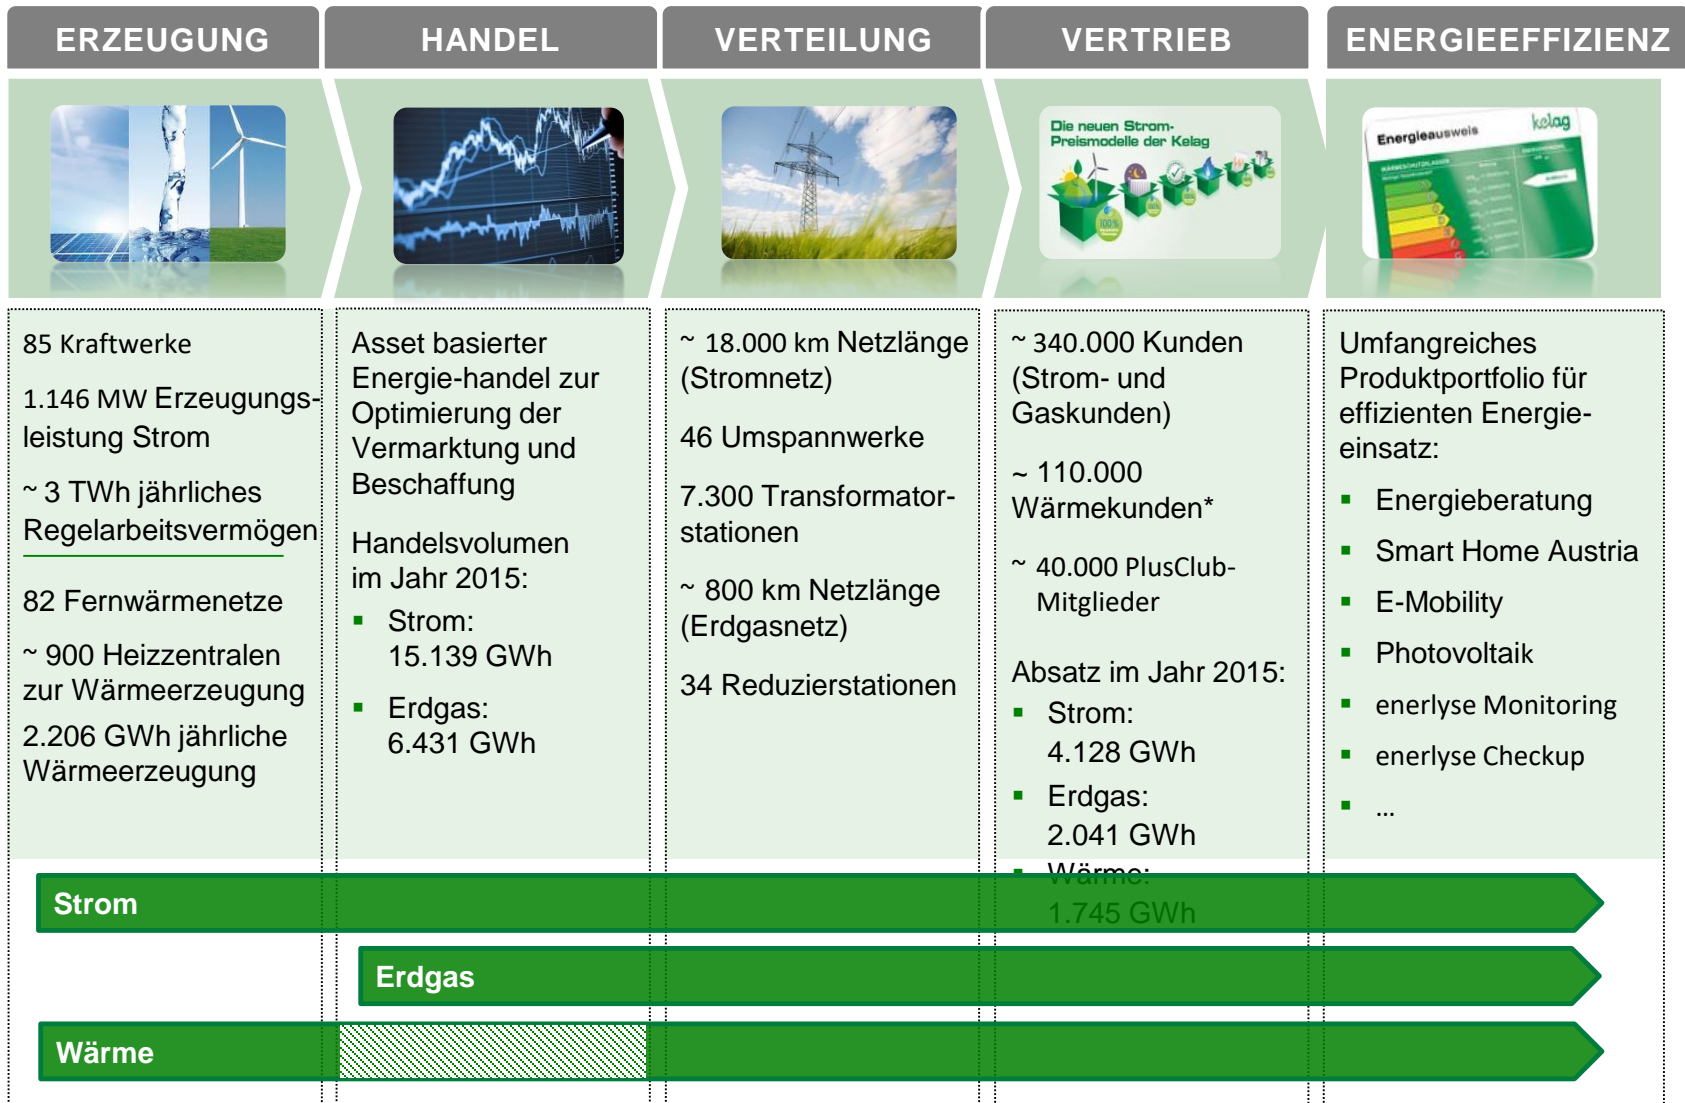 ERZEUGUNG
HANDEL
VERTEILUNG
VERTRIEB
ENERGIEEFFIZIENZ
Die neuen Strom-
Preismodelle der Kelag
100%
Energieausweis
kelag
85 Kraftwerke
1.146 MW Erzeugungs-
leistung Strom
~ 3 TWh jährliches
Regelarbeitsvermögen
82 Fernwärmenetze
~ 900 Heizzentralen
zur Wärmeerzeugung
2.206 GWh jährliche
Wärmeerzeugung
Asset basierter
Energie-handel zur
Optimierung der
Vermarktung und
Beschaffung
Handelsvolumen
im Jahr 2015:
▪ Strom:
15.139 GWh
▪ Erdgas:
6.431 GWh
~ 18.000 km Netzlänge
(Stromnetz)
46 Umspannwerke
7.300 Transformator-
stationen
~ 800 km Netzlänge
(Erdgasnetz)
34 Reduzierstationen
~ 340.000 Kunden
(Strom- und
Gaskunden)
~ 110.000
Wärmekunden*
~ 40.000 PlusClub-
Mitglieder
Absatz im Jahr 2015:
▪ Strom:
4.128 GWh
▪ Erdgas:
2.041 GWh
▪ Wärme:
1.745 GWh
Umfangreiches
Produktportfolio für
effizienten Energie-
einsatz:
▪ Energieberatung
▪ Smart Home Austria
▪ E-Mobility
▪ Photovoltaik
▪ enerlyse Monitoring
▪ enerlyse Checkup
▪ ...
Strom
Erdgas
Wärme